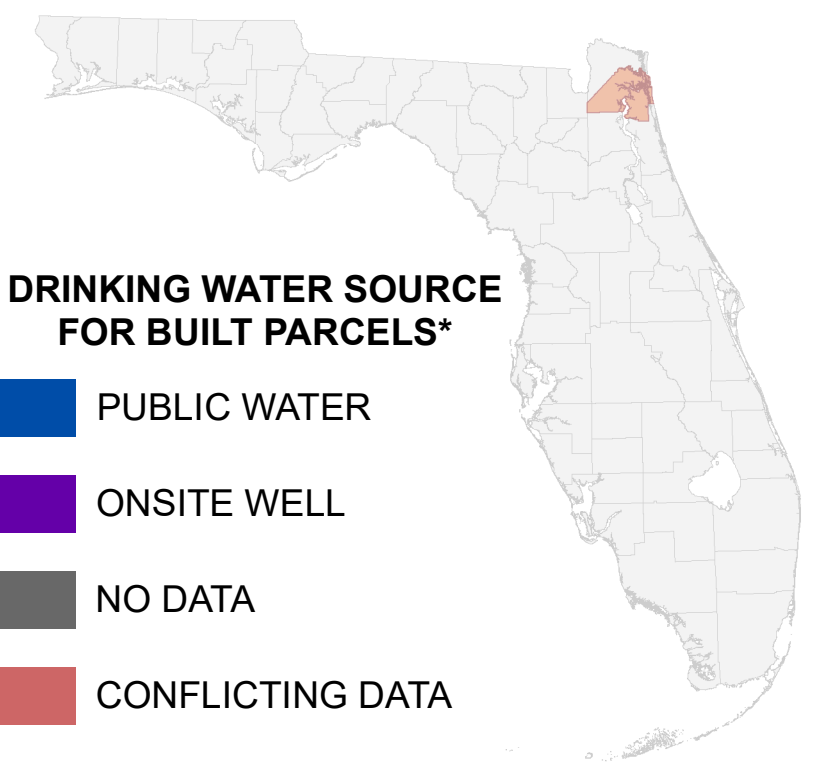 DRINKING WATER SOURCE
FOR BUILT PARCELS*
PUBLIC WATER
ONSITE WELL
NO DATA
CONFLICTING DATA